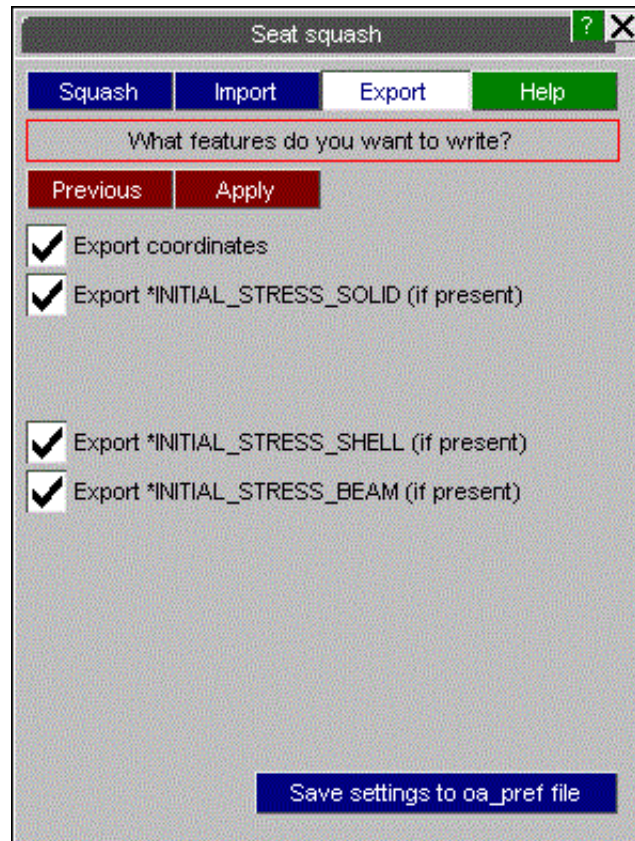 Seat squash ? X
Squash Import Export Help
What features do you want to write?
Previous Apply
Export coordinates
Export *INITIAL_STRESS_SOLID (if present)
Export *INITIAL_STRESS_SHELL (if present)
Export *INITIAL_STRESS_BEAM (if present)
Save settings to oa_pref file